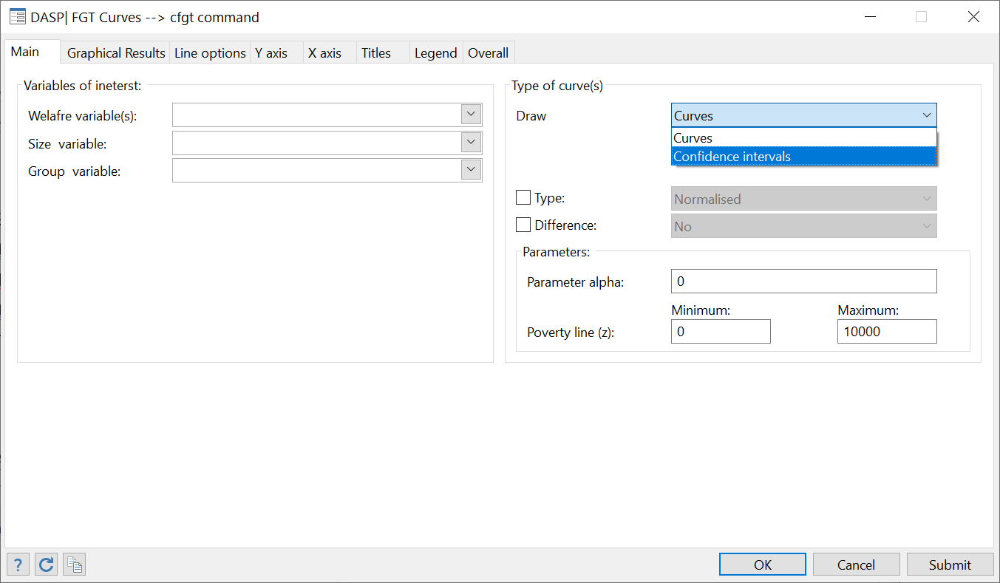 DASP| FGT Curves --> cfgt command
Main Graphical Results Line options Y axis X axis Titles Legend Overall
Variables of ineterst:
Welafre variable(s):
Size variable:
Group variable:
Type of curve(s)
Draw
Curves
Curves
Confidence intervals
Type:
Normalised
Difference:
No
Parameters:
Parameter alpha:
0
Minimum: Maximum:
Poverty line (z):
0
10000
?
OK Cancel Submit